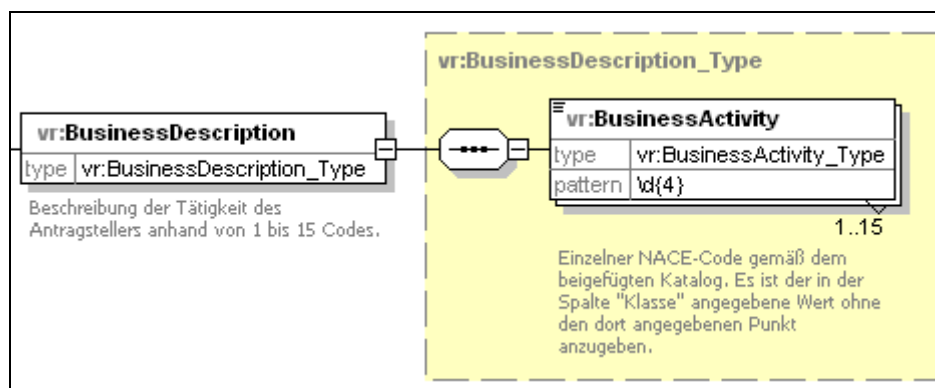 vr:BusinessDescription_Type
vr:BusinessDescription
type vr:BusinessDescription_Type
Beschreibung der Tätigkeit des
Antragstellers anhand von 1 bis 15 Codes.
vr:BusinessActivity
type vr:BusinessActivity_Type
pattern \d{4}
1..15
Einzelner NACE-Code gemäß dem
beigefügten Katalog. Es ist der in der
Spalte "Klasse" angegebene Wert ohne
den dort angegebenen Punkt
anzugeben.